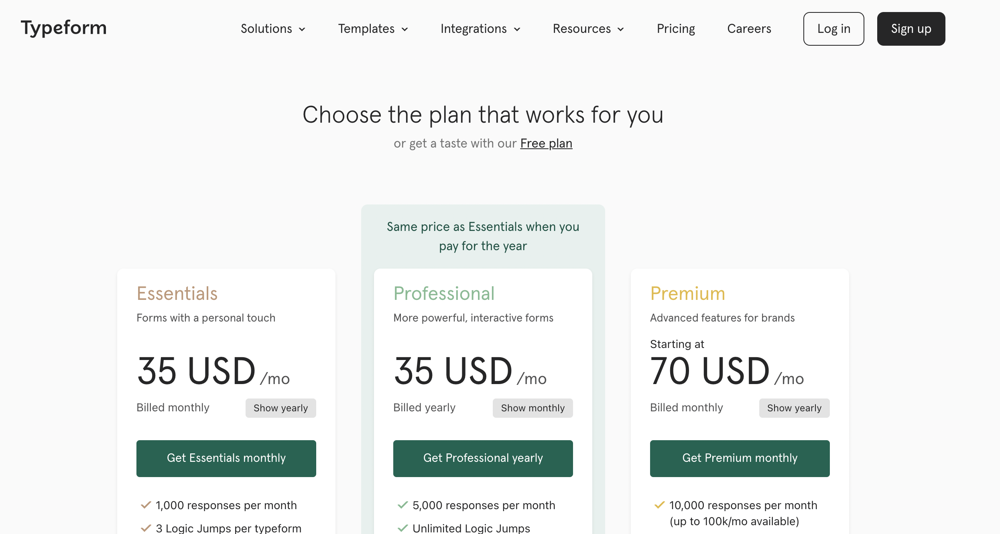 Typeform
Solutions
Templates
Integrations
Resources
Pricing
Careers
Log in
Sign up
Choose the plan that works for you
or get a taste with our Free plan
Same price as Essentials when you
pay for the year
Essentials
Forms with a personal touch
35 USD /mo
Billed monthly
Show yearly
Get Essentials monthly
1,000 responses per month
3 Logic Jumps per typeform
Professional
More powerful, interactive forms
35 USD /mo
Billed yearly
Show monthly
Get Professional yearly
5,000 responses per month
Unlimited Logic Jumps
Premium
Advanced features for brands
Starting at
70 USD /mo
Billed monthly
Show yearly
Get Premium monthly
10,000 responses per month
(up to 100k/mo available)